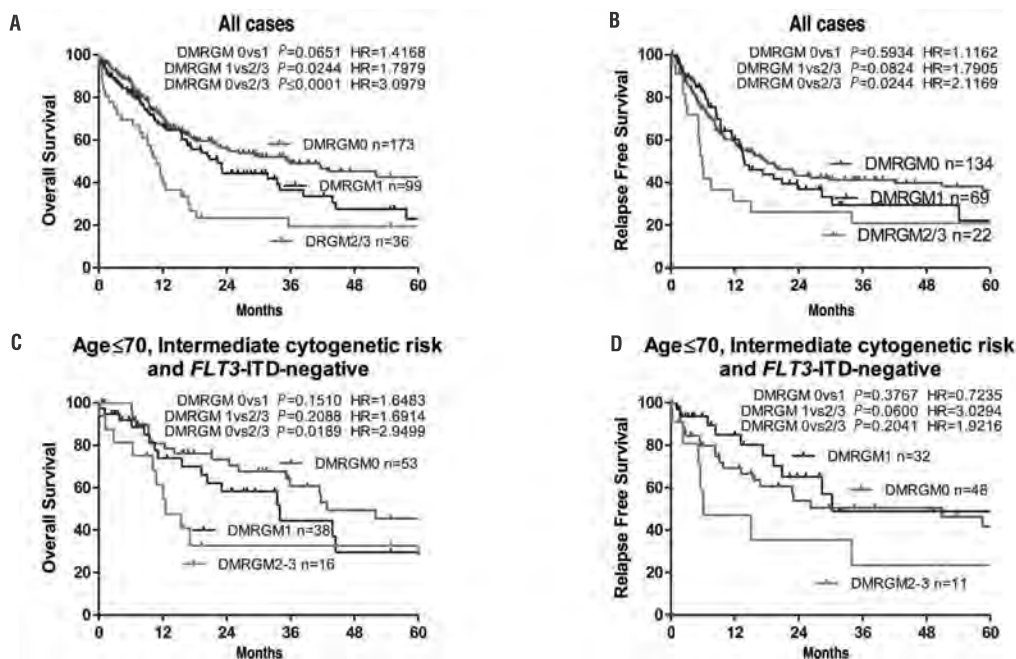 A
All cases
DMRGM 0vs1 P=0.0651 HR=1.4168
DMRGM 1vs2/3 P=0.0244 HR=1.7979
DMRGM 0vs2/3 P≤0.0001 HR=3.0979
100
80
60
40
20
0
Overall Survival
DMRGM0 n=173
DMRGM1 n=99
DRGM2/3 n=36
0 12 24 36 48 60
Months
B
All cases
DMRGM 0vs1 P=0.5934 HR=1.1162
DMRGM 1vs2/3 P=0.0824 HR=1.7905
DMRGM 0vs2/3 P=0.0244 HR=2.1169
100
80
60
40
20
0
Relapse Free Survival
DMRGM0 n=134
DMRGM1 n=69
DMRGM2/3 n=22
0 12 24 36 48 60
Months
C
Age≤70, Intermediate cytogenetic risk
and FLT3-ITD-negative
DMRGM 0vs1 P=0.1510 HR=1.6483
DMRGM 1vs2/3 P=0.2088 HR=1.6914
DMRGM 0vs2/3 P=0.0189 HR=2.9499
100
80
60
40
20
0
Overall Survival
DMRGM0 n=53
DMRGM1 n=38
DMRGM2-3 n=16
0 12 24 36 48 60
Months
D
Age≤70, Intermediate cytogenetic risk
and FLT3-ITD-negative
DMRGM 0vs1 P=0.3767 HR=0.7235
DMRGM 1vs2/3 P=0.0600 HR=3.0294
DMRGM 0vs2/3 P=0.2041 HR=1.9216
100
80
60
40
20
0
Relapse Free Survival
DMRGM1 n=32
DMRGM0 n=48
DMRGM2-3 n=11
0 12 24 36 48 60
Months